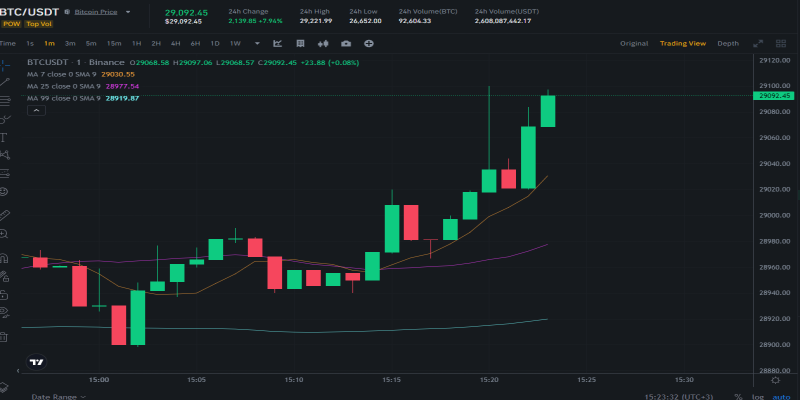 BTC/USDT Bitcoin Price
POW Top Vol
29,092.45
$29,092.45
24h Change
2,139.85 +7.94%
24h High
29,221.99
24h Low
26,652.00
24h Volume(BTC)
92,604.33
24h Volume(USDT)
2,608,087,442.17
Time 1s 1m 3m 5m 15m 1H 2H 4H 6H 1D 1W
Original Trading View Depth
BTCUSDT · 1 · Binance O29068.58 H29097.06 L29068.57 C29092.45 +23.88 (+0.08%)
MA 7 close 0 SMA 9 29030.55
MA 25 close 0 SMA 9 28977.54
MA 99 close 0 SMA 9 28919.87
29120.00
29100.00
29092.45
29080.00
29060.00
29040.00
29020.00
29000.00
28980.00
28960.00
28940.00
28920.00
28900.00
28880.00
15:00 15:05 15:10 15:15 15:20 15:25 15:30
Date Range
15:23:32 (UTC+3) % log auto